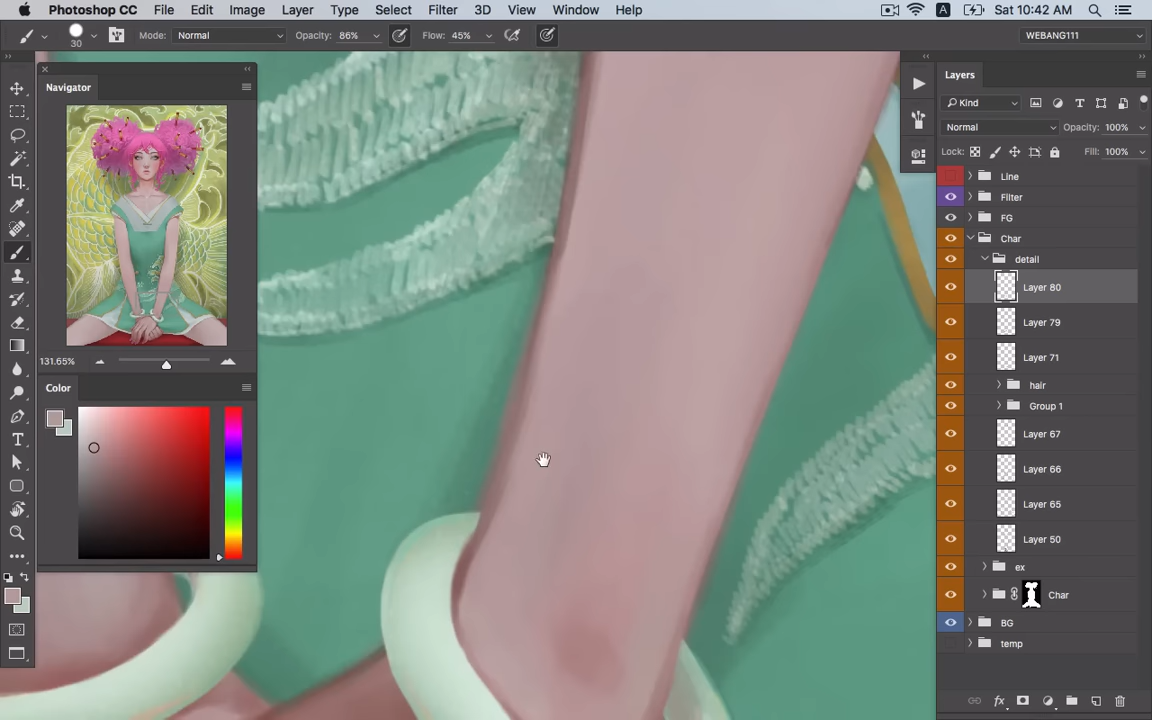 Photoshop CC File Edit Image Layer Type Select Filter 3D View Window Help A Sat 10:42 AM
30 Mode: Normal Opacity: 86% Flow: 45% WEBANG111
Navigator
131.65%
Color
Layers
Kind
Normal Opacity: 100%
Lock: Fill: 100%
Line
Filter
FG
Char
detail
Layer 80
Layer 79
Layer 71
hair
Group 1
Layer 67
Layer 66
Layer 65
Layer 50
ex
Char
BG
temp
fx